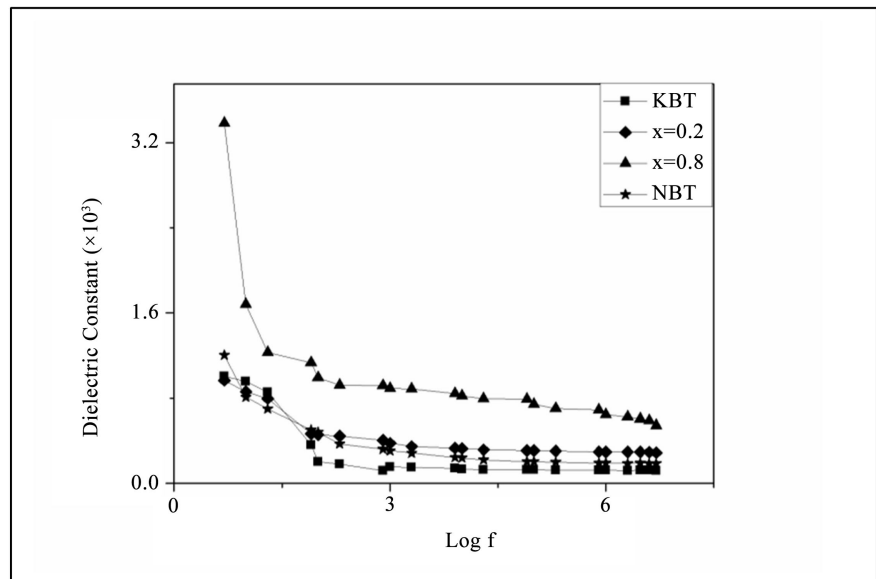 KBT
x=0.2
x=0.8
NBT
3.2
1.6
0.0
0
3
6
Dielectric Constant (×10³)
Log f